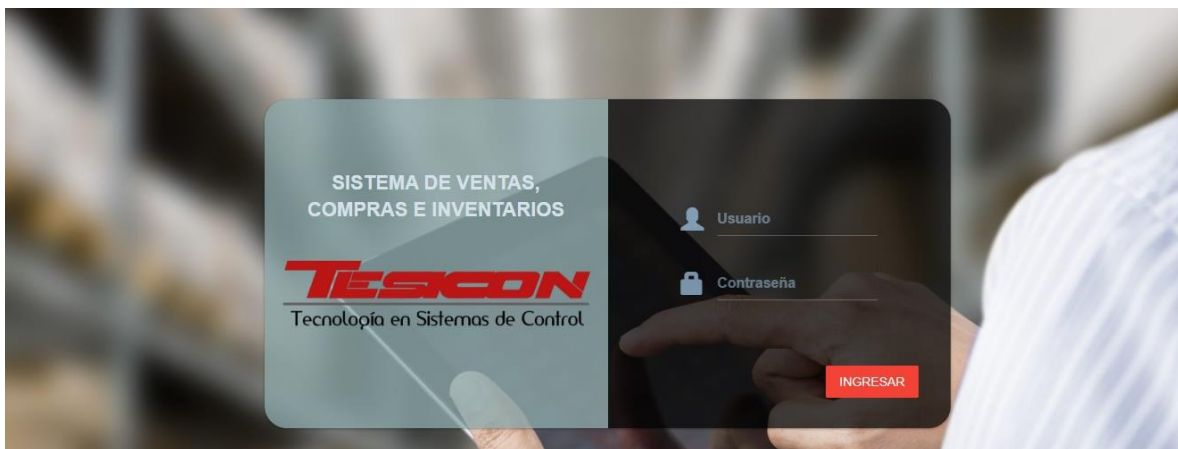 SISTEMA DE VENTAS,
COMPRAS E INVENTARIOS
TESICON
Tecnología en Sistemas de Control
Usuario
Contraseña
INGRESAR